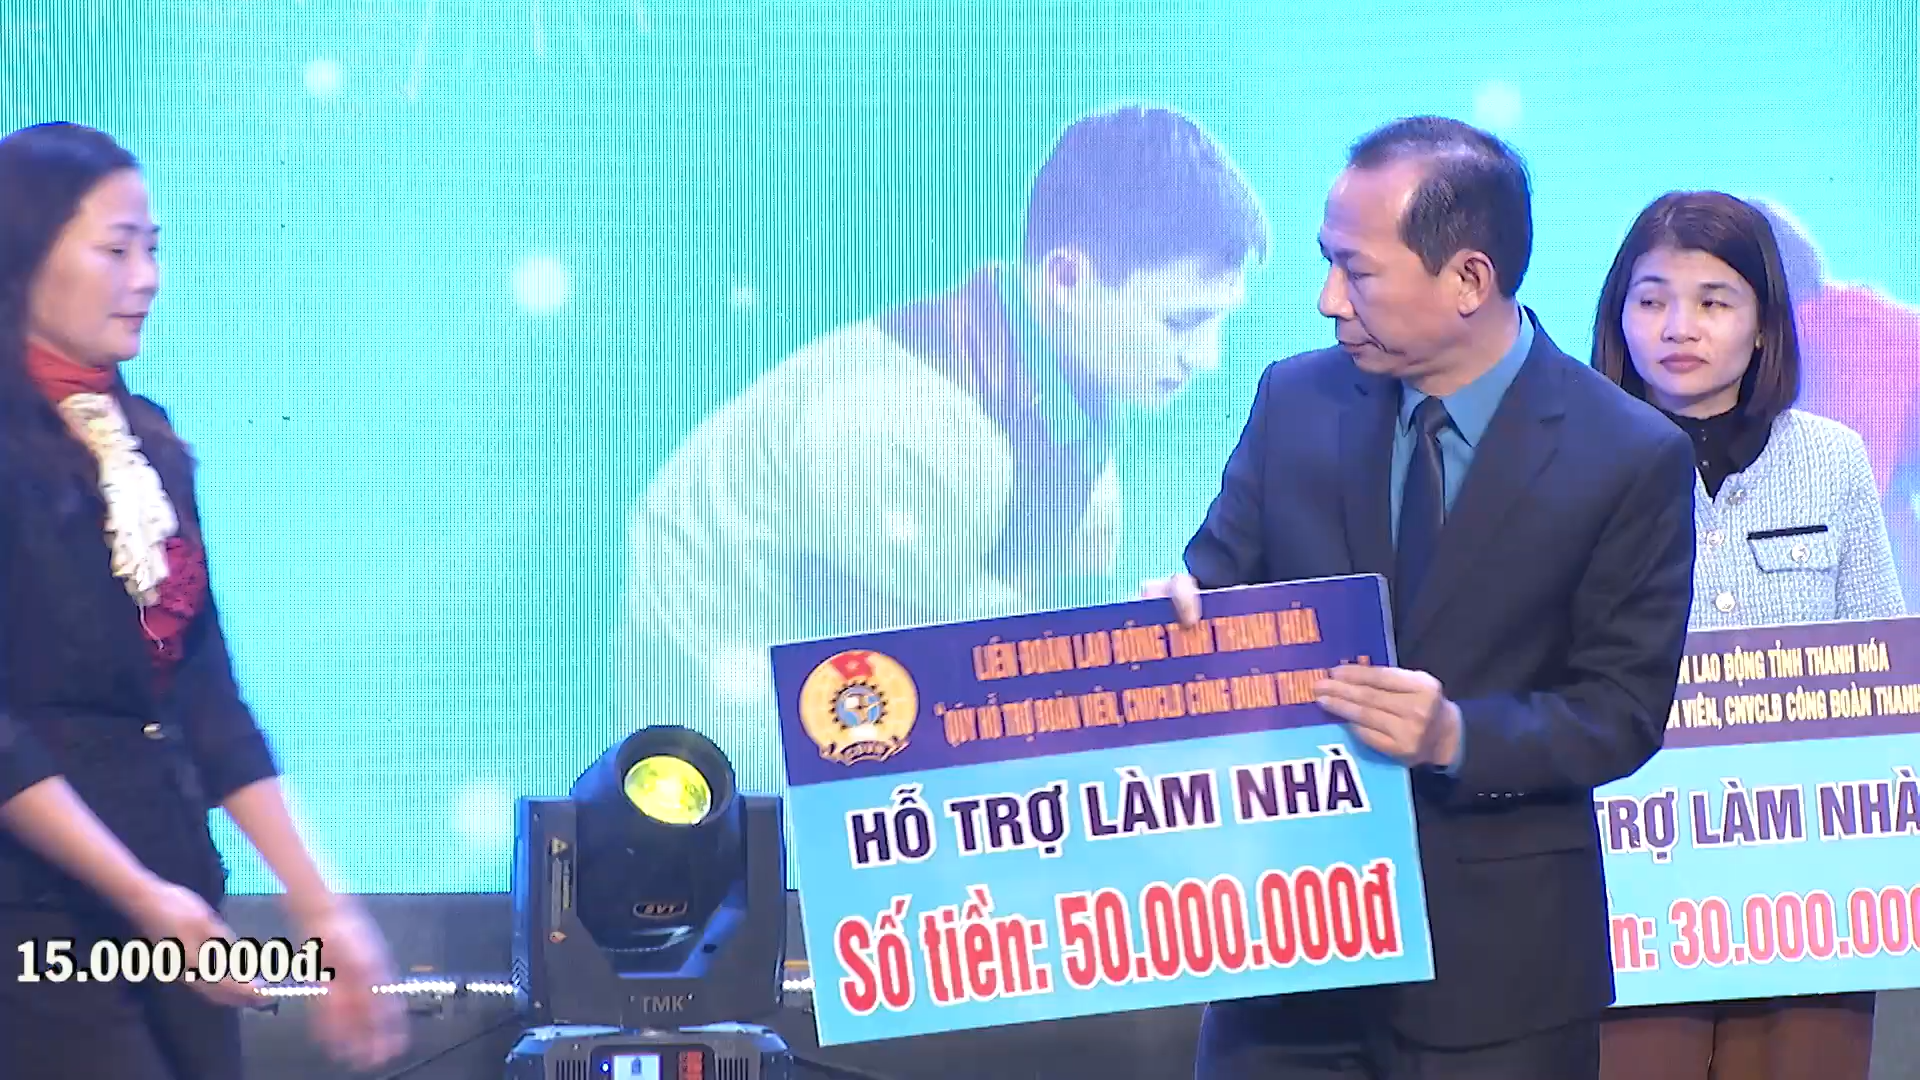 LIÊN ĐOÀN LAO ĐỘNG TỈNH THANH HÓA
"QUỸ HỖ TRỢ ĐOÀN VIÊN, CNVCLĐ CÔNG ĐOÀN THANH
HỖ TRỢ LÀM NHÀ
Số tiền: 50.000.000đ
LAO ĐỘNG TỈNH THANH HÓA
VIÊN, CNVCLĐ CÔNG ĐOÀN THANH
TRỢ LÀM NHÀ
30.000.000
15.000.000đ.
SVT
TMK